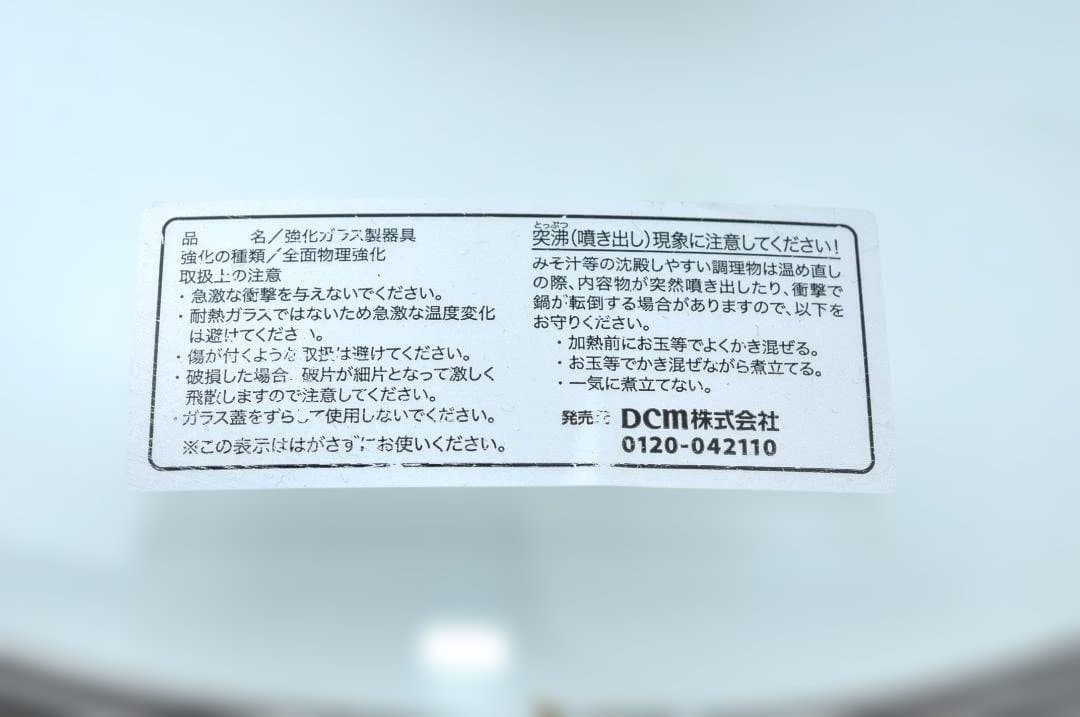 品 名／強化ガラス製器具
強化の種類／全面物理強化
取扱上の注意
・急激な衝撃を与えないでください。
・耐熱ガラスではないため急激な温度変化
は避けてください。
・傷が付くような取扱は避けてください。
・破損した場合、破片が細片となって激しく
飛散しますので注意してください。
・ガラス蓋をずらして使用しないでください。
※この表示ははがさずにお使いください。
とっぷつ
突沸（噴き出し）現象に注意してください！
みそ汁等の沈殿しやすい調理物は温め直し
の際、内容物が突然噴き出したり、衝撃で
鍋が転倒する場合がありますので、以下を
お守りください。
・加熱前にお玉等でよくかき混ぜる。
・お玉等でかき混ぜながら煮立てる。
・一気に煮立てない。
発売元 DCM株式会社
0120-042110